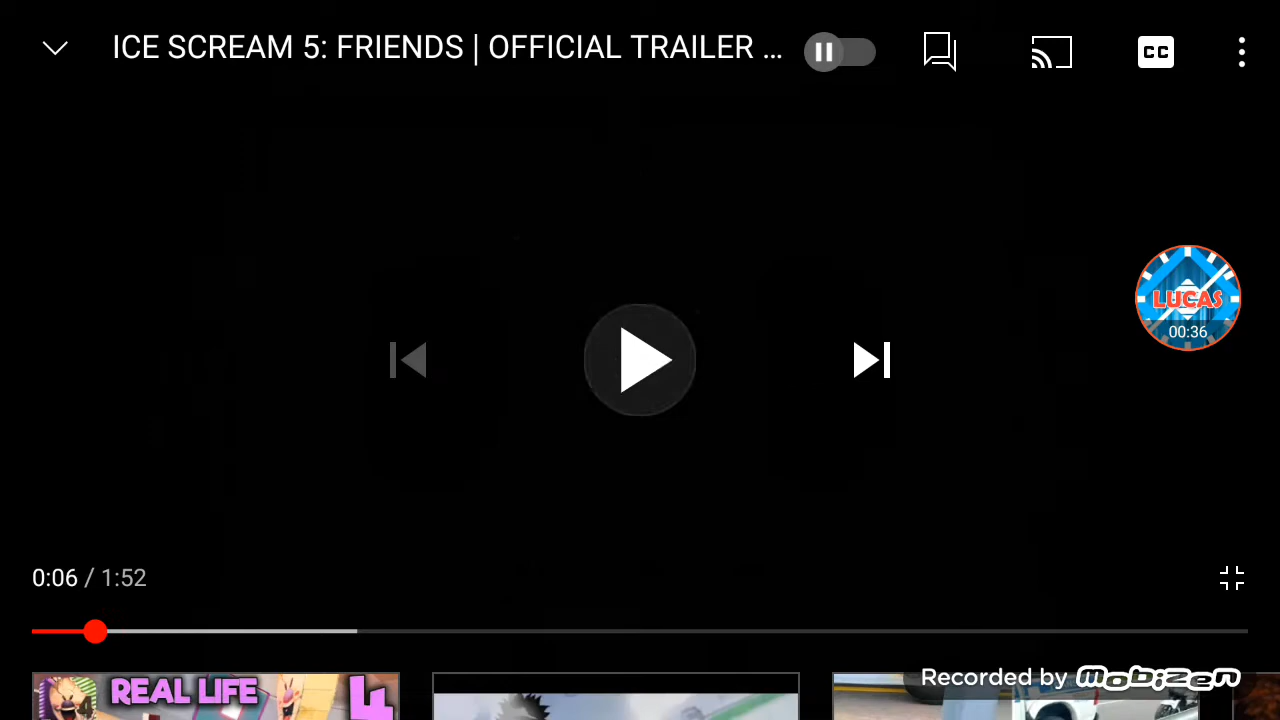 ICE SCREAM 5: FRIENDS | OFFICIAL TRAILER ...
CC
LUCAS
00:36
0:06 / 1:52
Recorded by mobizen
REAL LIFE
4